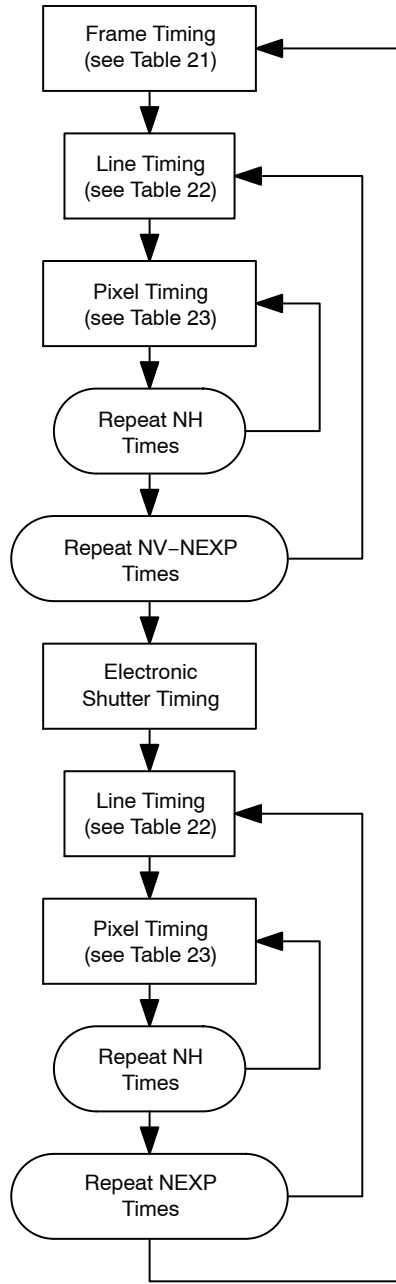 Frame Timing
(see Table 21)
Line Timing
(see Table 22)
Pixel Timing
(see Table 23)
Repeat NH
Times
Repeat NV−NEXP
Times
Electronic
Shutter Timing
Line Timing
(see Table 22)
Pixel Timing
(see Table 23)
Repeat NH
Times
Repeat NEXP
Times